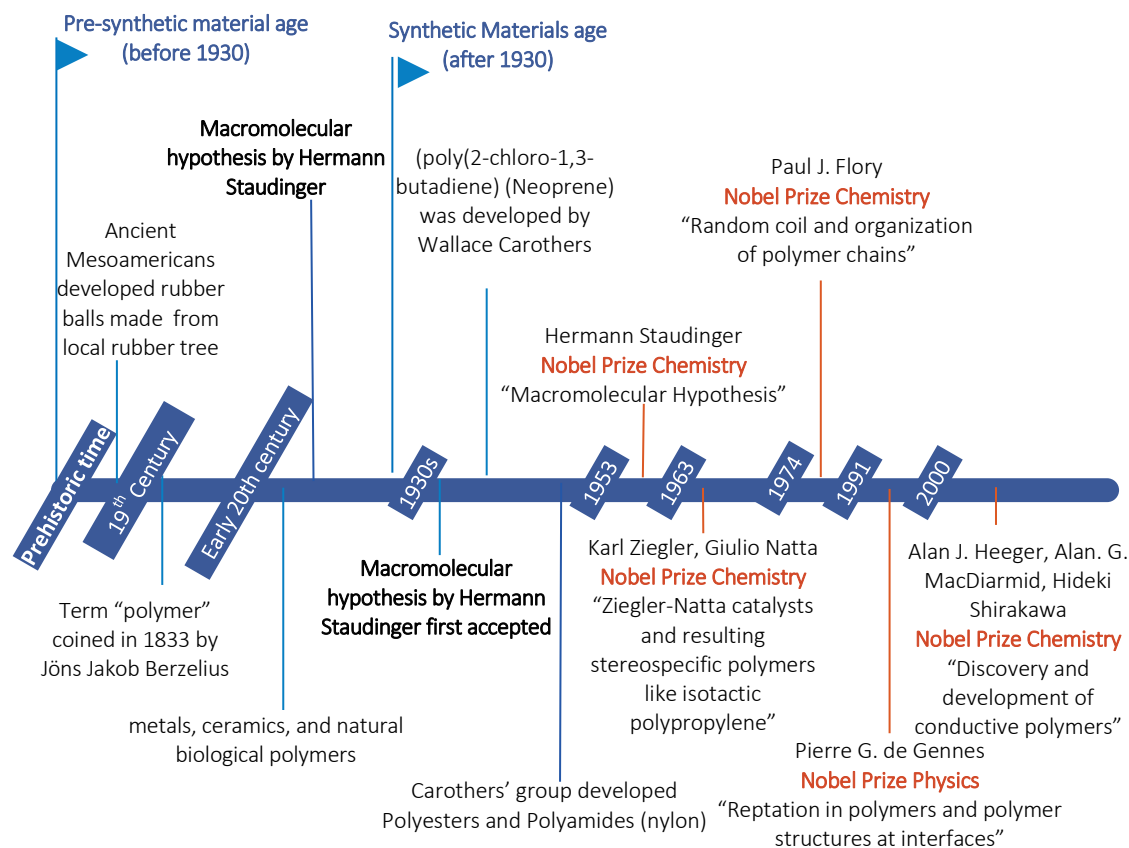 Pre-synthetic material age
(before 1930)
Synthetic Materials age
(after 1930)
Macromolecular
hypothesis by Hermann
Staudinger
(poly(2-chloro-1,3-
butadiene) (Neoprene)
was developed by
Wallace Carothers
Paul J. Flory
Nobel Prize Chemistry
“Random coil and organization
of polymer chains”
Ancient
Mesoamericans
developed rubber
balls made from
local rubber tree
Hermann Staudinger
Nobel Prize Chemistry
“Macromolecular Hypothesis”
Prehistoric time
19th Century
Early 20th century
1930s
1953
1963
1974
1991
2000
Term “polymer”
coined in 1833 by
Jöns Jakob Berzelius
metals, ceramics, and natural
biological polymers
Macromolecular
hypothesis by Hermann
Staudinger first accepted
Carothers’ group developed
Polyesters and Polyamides (nylon)
Karl Ziegler, Giulio Natta
Nobel Prize Chemistry
“Ziegler-Natta catalysts
and resulting
stereospecific polymers
like isotactic
polypropylene”
Pierre G. de Gennes
Nobel Prize Physics
“Reptation in polymers and polymer
structures at interfaces”
Alan J. Heeger, Alan. G.
MacDiarmid, Hideki
Shirakawa
Nobel Prize Chemistry
“Discovery and
development of
conductive polymers”